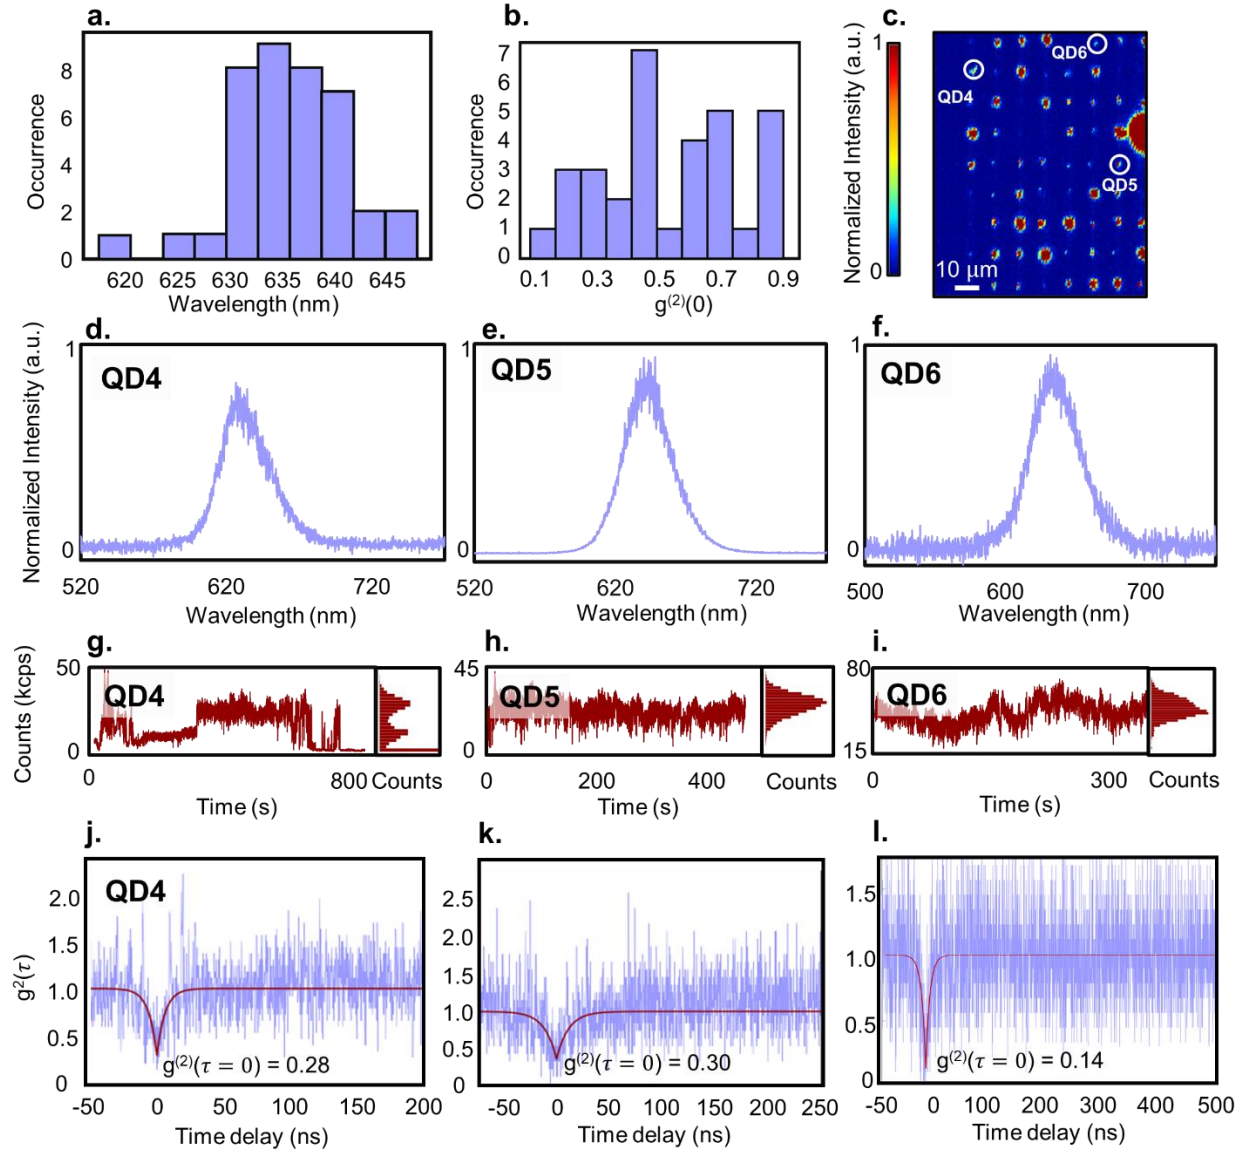 a.
Occurrence
8
6
4
2
0
620 625 630 635 640 645
Wavelength (nm)
b.
Occurrence
7
6
5
4
3
2
1
0
0.1 0.3 0.5 0.7 0.9
g⁽²⁾(0)
c.
Normalized Intensity (a.u.)
1
0
QD6
QD4
QD5
10 µm
d.
Normalized Intensity (a.u.)
1
0
QD4
520 620 720
Wavelength (nm)
e.
1
0
QD5
520 620 720
Wavelength (nm)
f.
1
0
QD6
500 600 700
Wavelength (nm)
g.
Counts (kcps)
50
0
QD4
0 800 Counts
Time (s)
h.
45
0
QD5
0 200 400 Counts
Time (s)
i.
80
15
QD6
0 300 Counts
Time (s)
j.
g²(τ)
2.0
1.5
1.0
0.5
0
QD4
g⁽²⁾(τ = 0) = 0.28
-50 0 50 100 150 200
Time delay (ns)
k.
2.5
2.0
1.5
1.0
0.5
0
g⁽²⁾(τ = 0) = 0.30
-50 0 50 100 150 200 250
Time delay (ns)
l.
1.5
1.0
0.5
0
g⁽²⁾(τ = 0) = 0.14
-50 0 100 200 300 400 500
Time delay (ns)